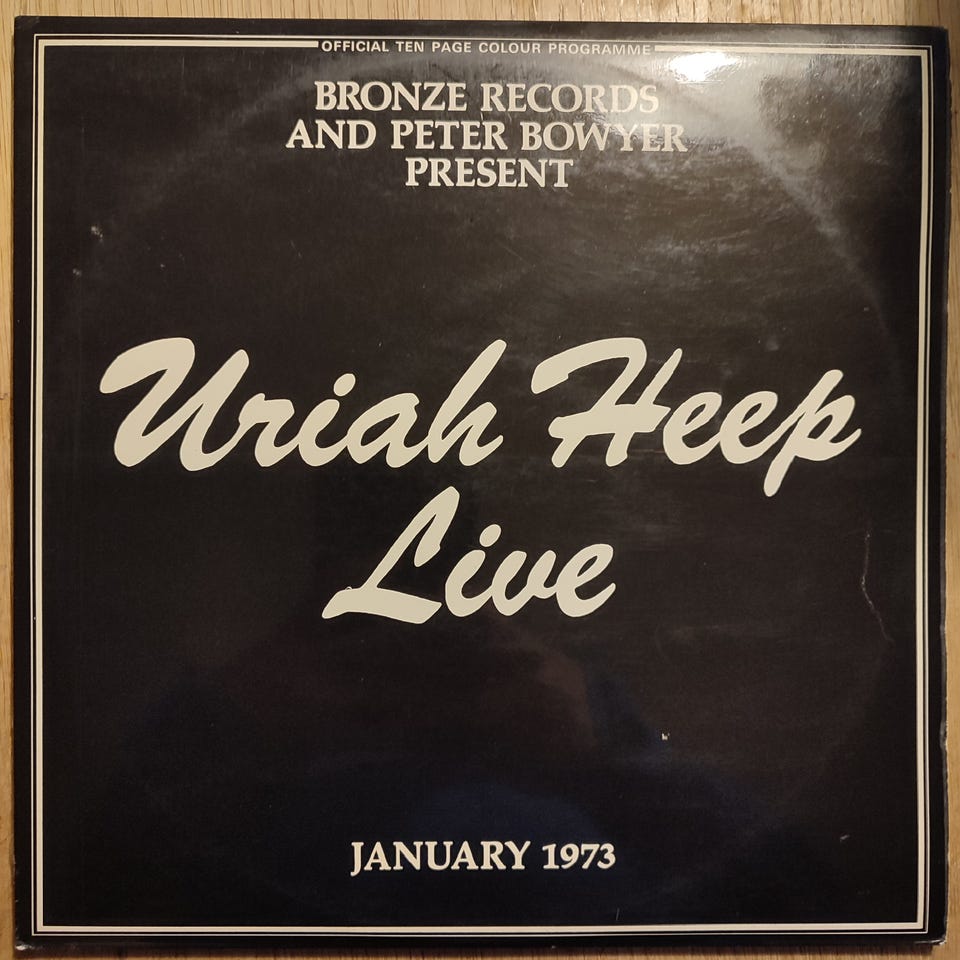 OFFICIAL TEN PAGE COLOUR PROGRAMME
BRONZE RECORDS
AND PETER BOWYER
PRESENT
Uriah Heep
Live
JANUARY 1973